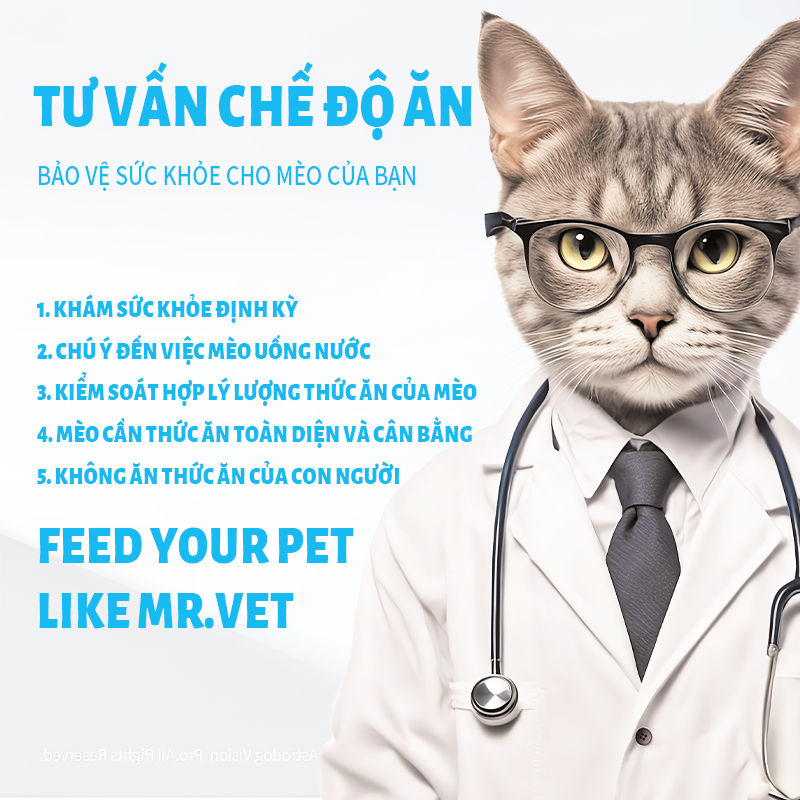 TƯ VẤN CHẾ ĐỘ ĂN
BẢO VỆ SỨC KHỎE CHO MÈO CỦA BẠN
1. KHÁM SỨC KHỎE ĐỊNH KỲ
2. CHÚ Ý ĐẾN VIỆC MÈO UỐNG NƯỚC
3. KIỂM SOÁT HỢP LÝ LƯỢNG THỨC ĂN CỦA MÈO
4. MÈO CẦN THỨC ĂN TOÀN DIỆN VÀ CÂN BẰNG
5. KHÔNG ĂN THỨC ĂN CỦA CON NGƯỜI
FEED YOUR PET
LIKE MR.VET
Astrodog Vision Pro.All Rights Reserved.